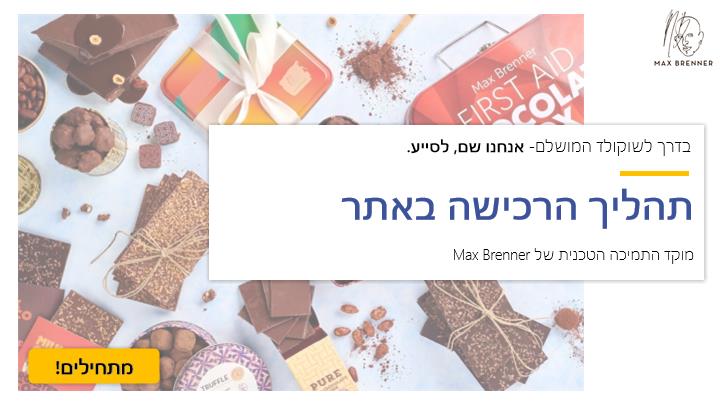 MAX BRENNER
Max Brenner
FIRST AID
בדרך לשוקולד המושלם- אנחנו שם, לסייע.
תהליך הרכישה באתר
מוקד התמיכה הטכנית של Max Brenner
מתחילים!
TRUFFLE
PURE